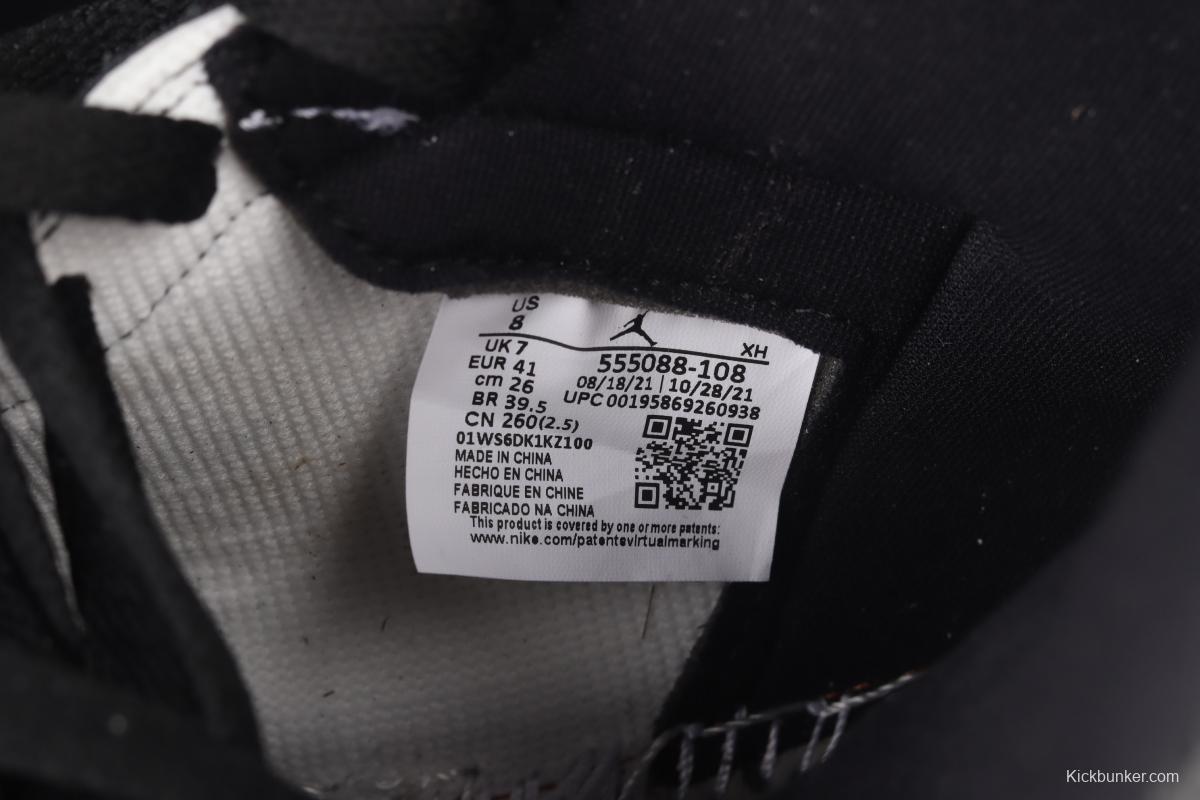 US
8
XH
UK 7
555088-108
EUR 41
08/18/21 | 10/28/21
cm 26
UPC 00195869260938
BR 39.5
CN 260(2.5)
01WS6DK1KZ100
MADE IN CHINA
HECHO EN CHINA
FABRIQUE EN CHINE
FABRICADO NA CHINA
This product is covered by one or more patents:
www.nike.com/patentevirtualmarking
Kickbunker.com